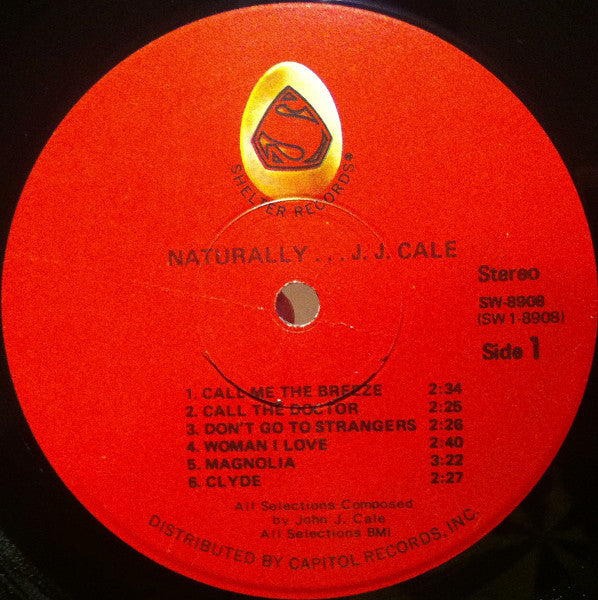 SHELTER RECORDS®
NATURALLY... J. J. CALE
Stereo
SW-8908
(SW 1-8908)
Side 1
1. CALL ME THE BREEZE 2:34
2. CALL THE DOCTOR 2:25
3. DON'T GO TO STRANGERS 2:26
4. WOMAN I LOVE 2:40
5. MAGNOLIA 3:22
6. CLYDE 2:27
All Selections Composed
by John J. Cale
All Selections BMI
DISTRIBUTED BY CAPITOL RECORDS, INC.